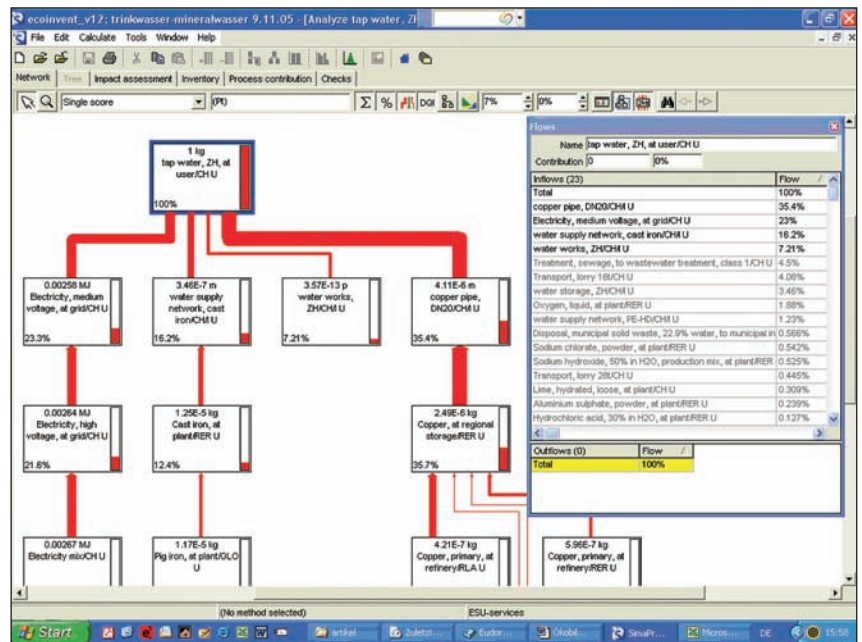 ecoinvent_v12; trinkwasser-mineralwasser 9.11.05 - [Analyze tap water, ZH
File Edit Calculate Tools Window Help
Network Tree Impact assessment Inventory Process contribution Checks
Single score (Pt) Σ % DQI 7% 0%
1 kg
tap water, ZH, at
user/CH U
100%
0.00258 MJ
Electricity, medium
voltage, at grid/CH U
23.3%
3.46E-7 m
water supply
network, cast
iron/CH/I U
16.2%
3.57E-13 p
water works,
ZH/CH/I U
7.21%
4.11E-6 m
copper pipe,
DN20/CH/I U
35.4%
0.00264 MJ
Electricity, high
voltage, at grid/CH U
21.6%
1.25E-5 kg
Cast iron, at
plant/RER U
12.4%
2.49E-6 kg
Copper, at regional
storage/RER U
35.7%
0.00267 MJ
Electricity mix/CH U
1.17E-5 kg
Pig iron, at plant/GLO
U
4.21E-7 kg
Copper, primary, at
refinery/RLA U
5.96E-7 kg
Copper, primary, at
refinery/RER U
Flows
Name tap water, ZH, at user/CH U
Contribution 0 0%
Inflows (23) Flow /
Total 100%
copper pipe, DN20/CH/I U 35.4%
Electricity, medium voltage, at grid/CH U 23%
water supply network, cast iron/CH/I U 16.2%
water works, ZH/CH/I U 7.21%
Treatment, sewage, to wastewater treatment, class 1/CH U 4.5%
Transport, lorry 16t/CH U 4.08%
water storage, ZH/CH/I U 3.46%
Oxygen, liquid, at plant/RER U 1.88%
water supply network, PE-HD/CH/I U 1.23%
Disposal, municipal solid waste, 22.9% water, to municipal in 0.566%
Sodium chlorate, powder, at plant/RER U 0.542%
Sodium hydroxide, 50% in H2O, production mix, at plant/RER 0.525%
Transport, lorry 28t/CH U 0.445%
Lime, hydrated, loose, at plant/CH U 0.309%
Aluminium sulphate, powder, at plant/RER U 0.239%
Hydrochloric acid, 30% in H2O, at plant/RER U 0.127%
Outflows (0) Flow /
Total 100%
(No method selected) ESU-services
Start artikel Zuletzt... Eudor... Ökobil... SimaPr... Micros... DE 15:50